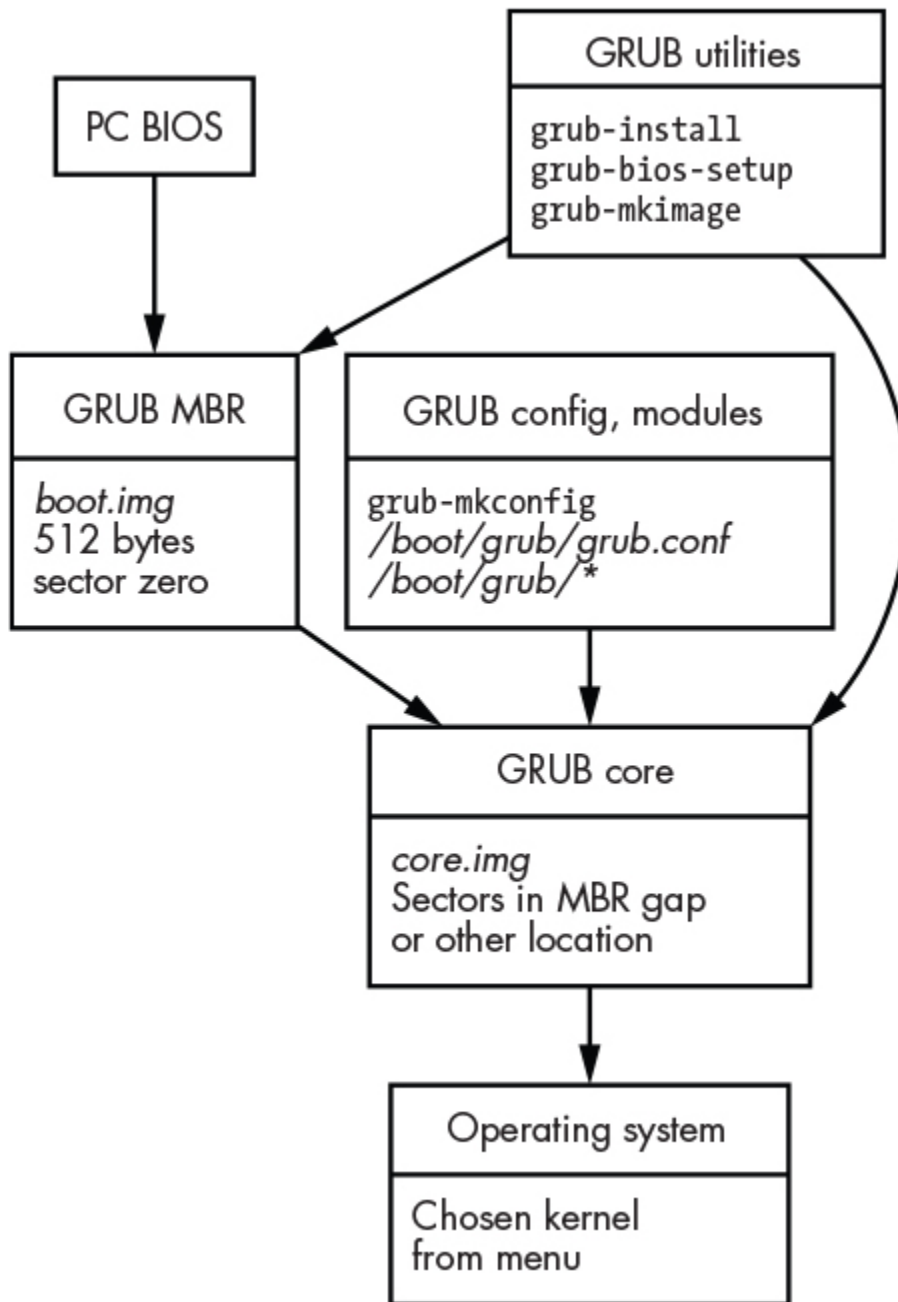 PC BIOS
GRUB utilities
grub-install
grub-bios-setup
grub-mkimage
GRUB MBR
boot.img
512 bytes
sector zero
GRUB config, modules
grub-mkconfig
/boot/grub/grub.conf
/boot/grub/*
GRUB core
core.img
Sectors in MBR gap
or other location
Operating system
Chosen kernel
from menu